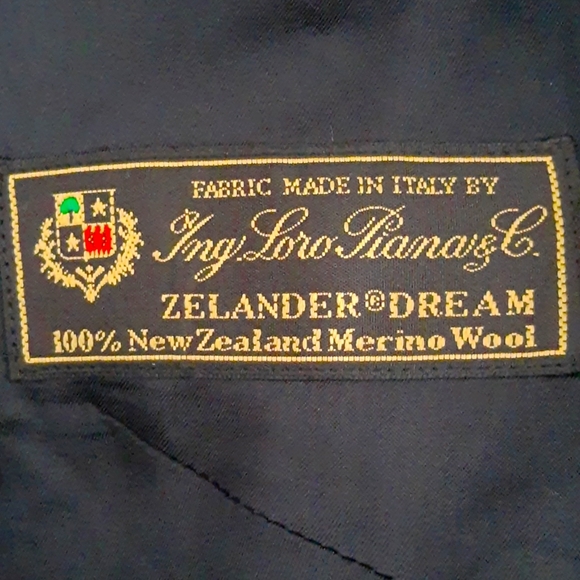 FABRIC MADE IN ITALY BY
Ing. Loro Piana & C.
ZELANDER® DREAM
100% New Zealand Merino Wool